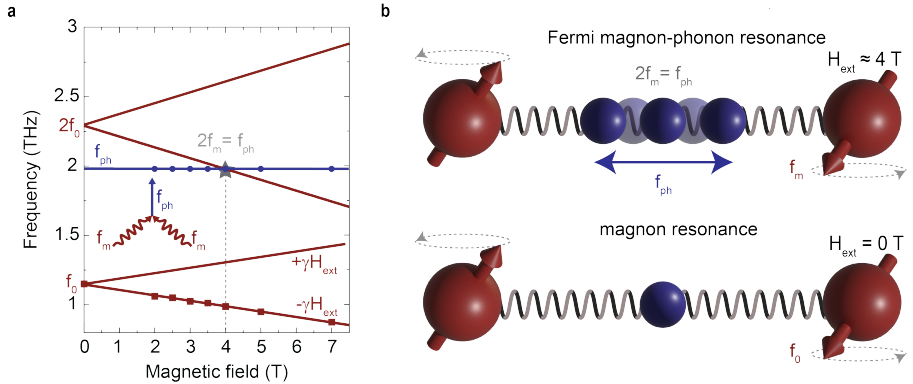 a
3
2.5
2f₀
2
1.5
f₀
1
Frequency (THz)
fₚₕ
2fₘ = fₚₕ
fₚₕ
fₘ
fₘ
+γHₑₓₜ
-γHₑₓₜ
0
1
2
3
4
5
6
7
Magnetic field (T)
b
Fermi magnon-phonon resonance
Hₑₓₜ ≈ 4 T
2fₘ = fₚₕ
fₚₕ
fₘ
magnon resonance
Hₑₓₜ = 0 T
f₀